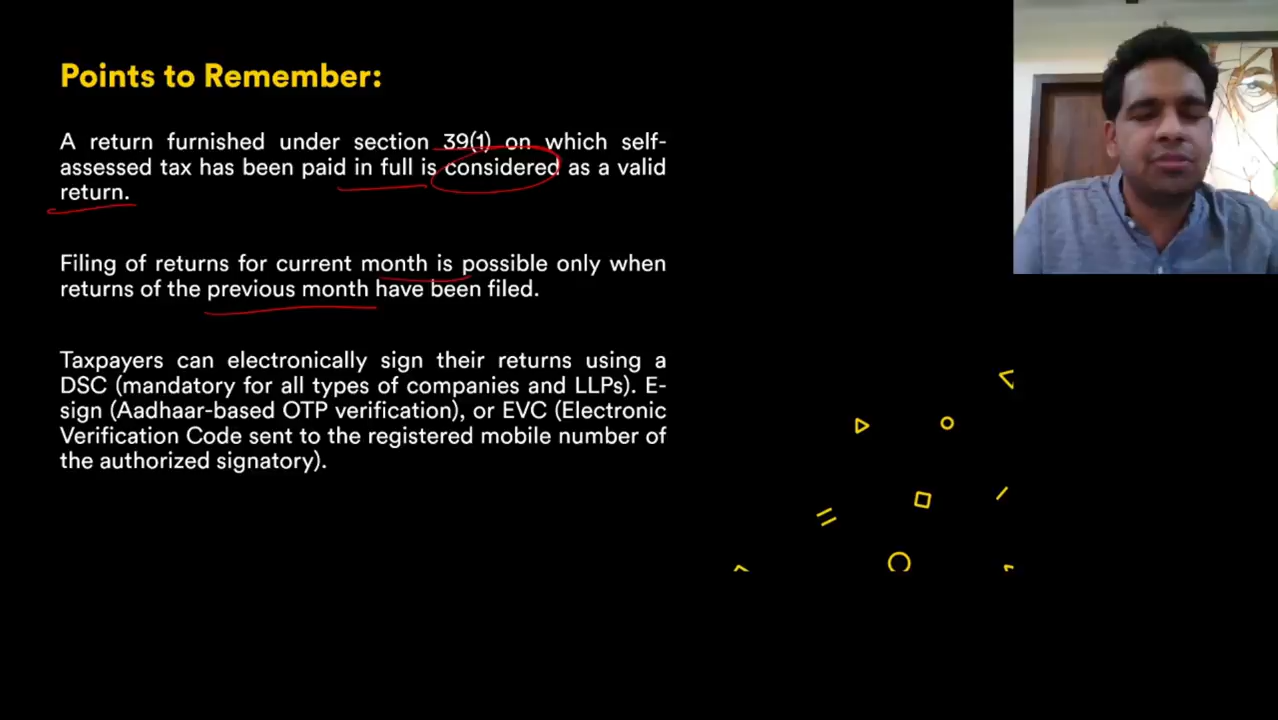 Points to Remember:
A return furnished under section 39(1) on which self-
assessed tax has been paid in full is considered as a valid
return.
Filing of returns for current month is possible only when
returns of the previous month have been filed.
Taxpayers can electronically sign their returns using a
DSC (mandatory for all types of companies and LLPs). E-
sign (Aadhaar-based OTP verification), or EVC (Electronic
Verification Code sent to the registered mobile number of
the authorized signatory).